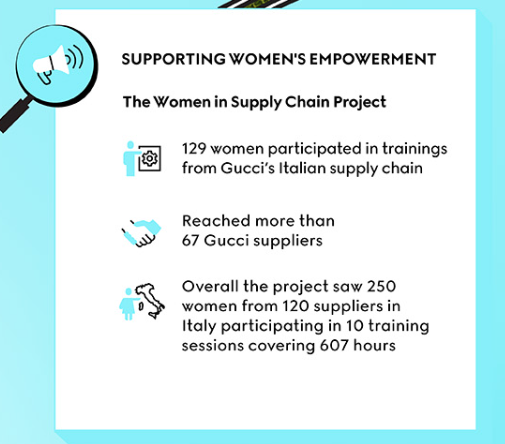 SUPPORTING WOMEN'S EMPOWERMENT
The Women in Supply Chain Project
129 women participated in trainings
from Gucci's Italian supply chain
Reached more than
67 Gucci suppliers
Overall the project saw 250
women from 120 suppliers in
Italy participating in 10 training
sessions covering 607 hours